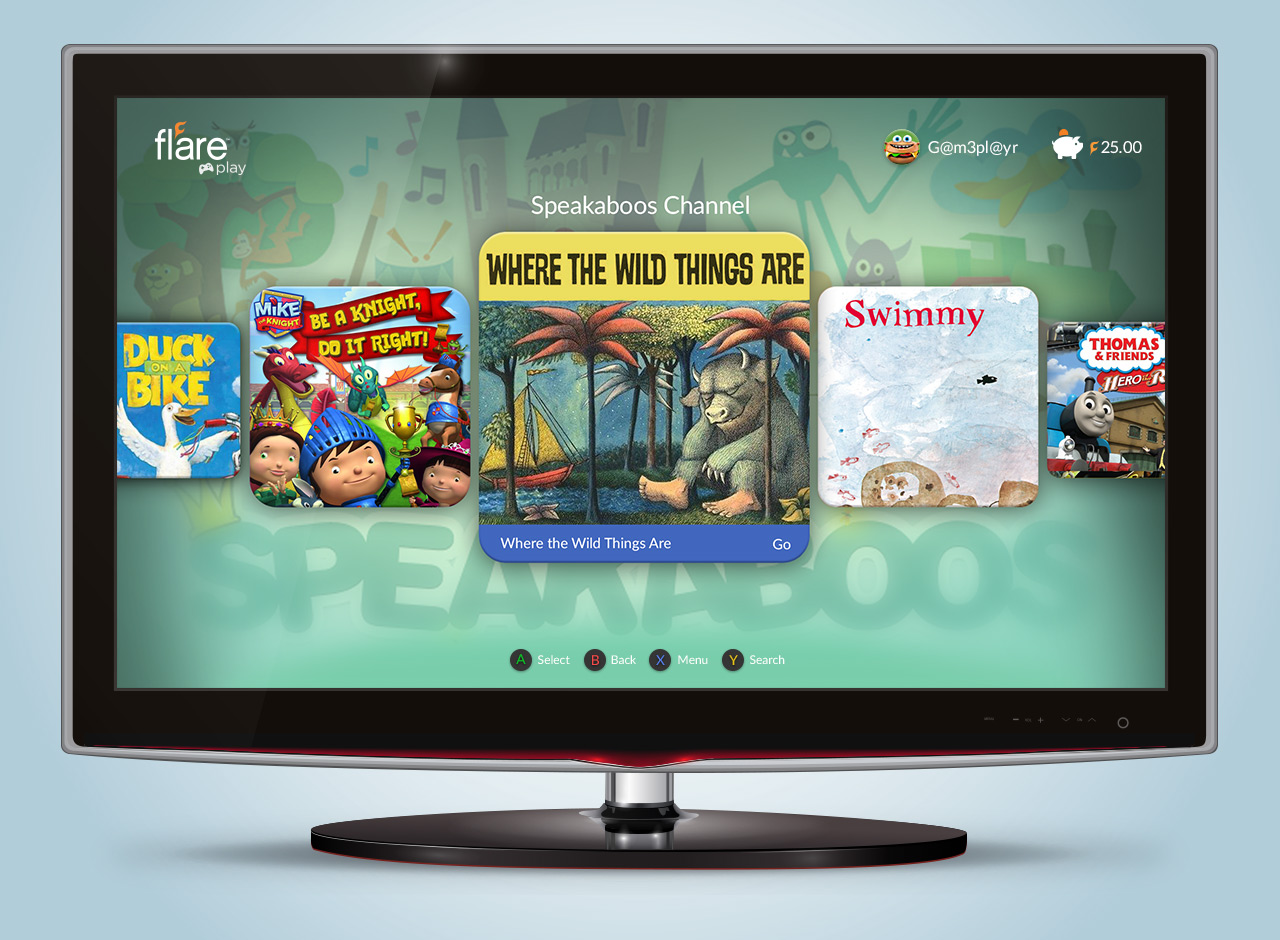 flare
play
G@m3pl@yr
F25.00
Speakaboos Channel
WHERE THE WILD THINGS ARE
MiKE
THE KNIGHT
BE A KNIGHT,
DO IT RIGHT!
Swimmy
DUCK
ON A
BIKE
THOMAS
& FRIENDS
HERO OF THE R
Where the Wild Things Are
Go
SPEAKABOOS
A Select B Back X Menu Y Search